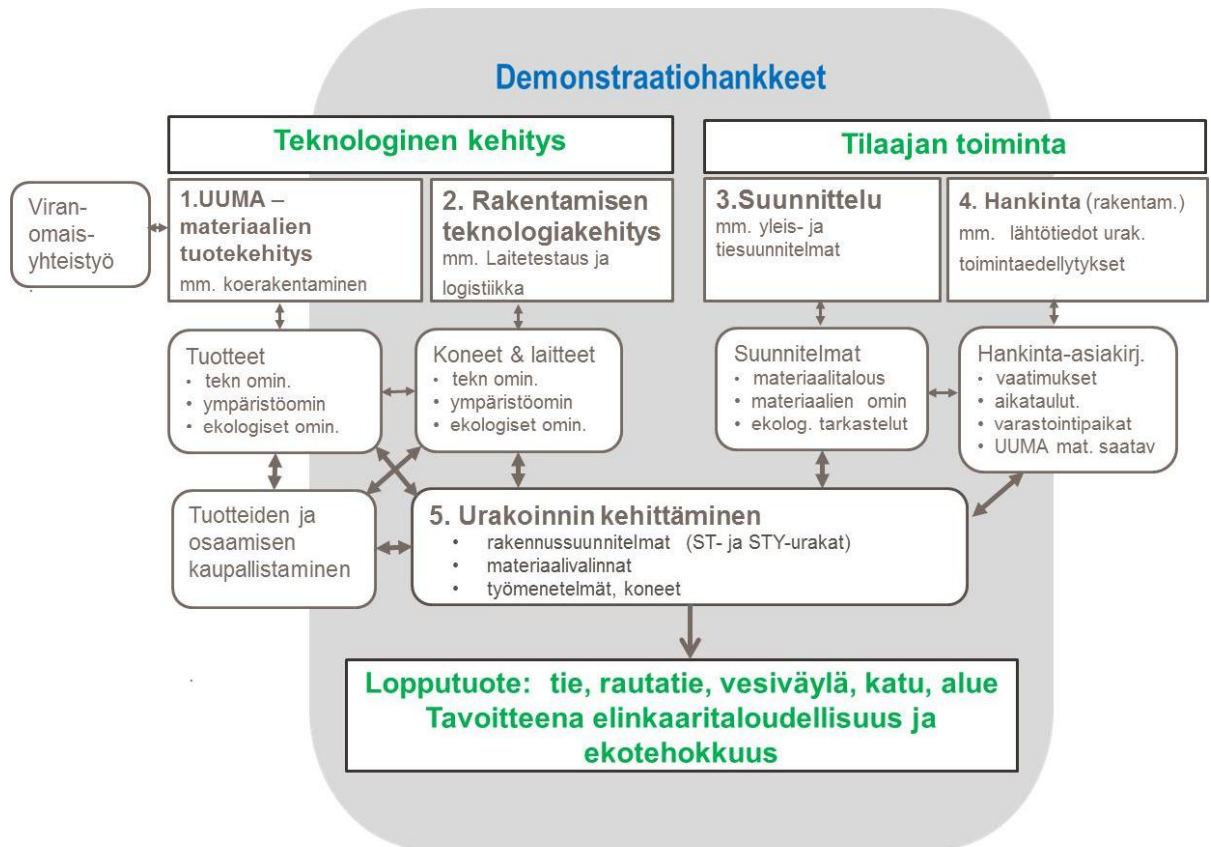 Demonstraatiohankkeet
Teknologinen kehitys
Tilaajan toiminta
Viran-
omais-
yhteistyö
.
1.UUMA –
materiaalien
tuotekehitys
mm. koerakentaminen
2. Rakentamisen
teknologiakehitys
mm. Laitetestaus ja
logistiikka
3.Suunnittelu
mm. yleis- ja
tiesuunnitelmat
4. Hankinta (rakentam.)
mm. lähtötiedot urak.
toimintaedellytykset
Tuotteet
• tekn omin.
• ympäristöomin
• ekologiset omin.
Koneet & laitteet
• tekn omin.
• ympäristöomin
• ekologiset omin.
Suunnitelmat
• materiaalitalous
• materiaalien omin
• ekolog. tarkastelut
Hankinta-asiakirj.
• vaatimukset
• aikataulut.
• varastointipaikat
• UUMA mat. saatav
Tuotteiden ja
osaamisen
kaupallistaminen
5. Urakoinnin kehittäminen
• rakennussuunnitelmat (ST- ja STY-urakat)
• materiaalivalinnat
• työmenetelmät, koneet
.
Lopputuote: tie, rautatie, vesiväylä, katu, alue
Tavoitteena elinkaaritaloudellisuus ja
ekotehokkuus